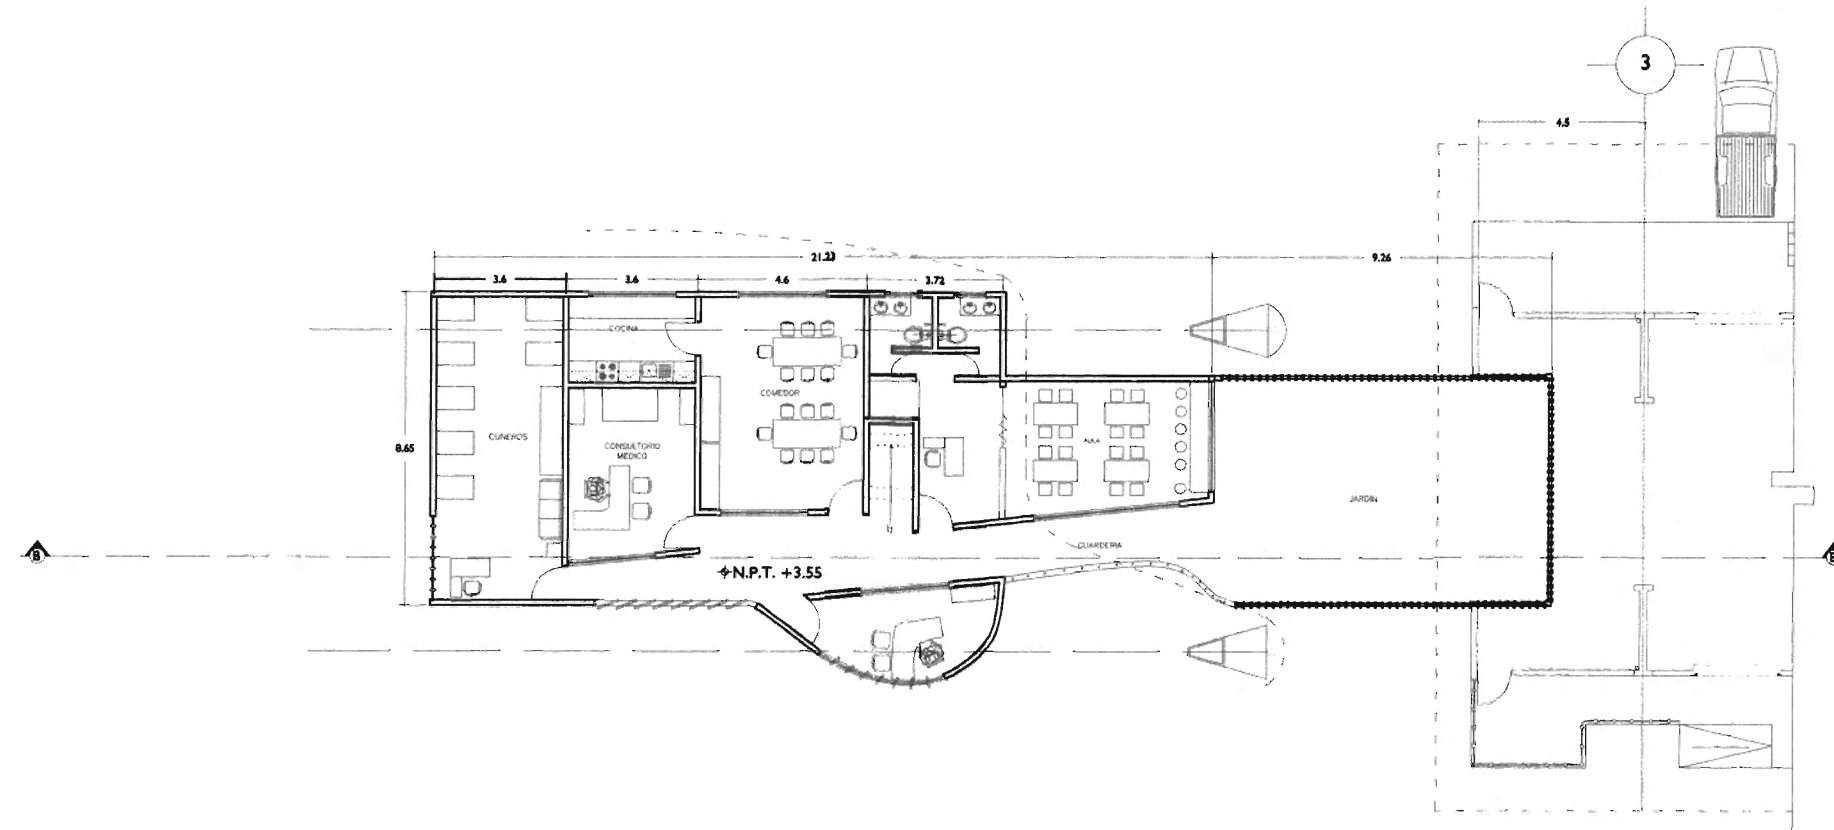 3
4.5
21.23
9.26
3.6
3.6
4.6
3.72
COCINA
COMEDOR
8.65
CUNEROS
CONSULTORIO
MEDICO
AULA
JARDIN
GUARDERIA
B
N.P.T. +3.55